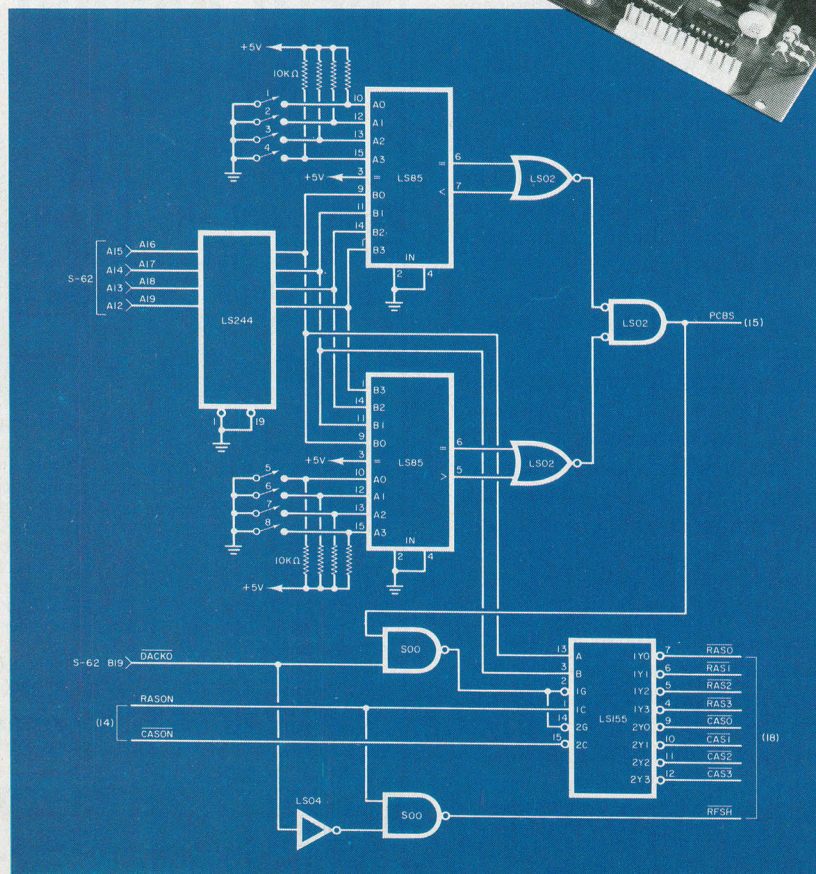 +5V
10KΩ
1
2
3
4
10 A0
12 A1
13 A2
15 A3
+5V 3 =
9 B0
11 B1
14 B2
1 B3
LS85
= 6
< 7
IN
2 4
LS02
S-62
A15 A16
A14 A17
A13 A18
A12 A19
LS244
1 19
LS02
PCBS (15)
1 B3
14 B2
11 B1
9 B0
+5V 3 =
10 A0
12 A1
13 A2
15 A3
LS85
= 6
> 5
IN
2 4
LS02
5
6
7
8
10KΩ
+5V
S-62 B19 DACK0
RASON
(14)
CASON
S00
LS04
S00
13 A
3 B
2 1G
1 1C
14 2G
15 2C
LS155
1Y0 7 RAS0
1Y1 6 RAS1
1Y2 5 RAS2
1Y3 4 RAS3
2Y0 9 CAS0
2Y1 10 CAS1
2Y2 11 CAS2
2Y3 12 CAS3
(18)
RFSH